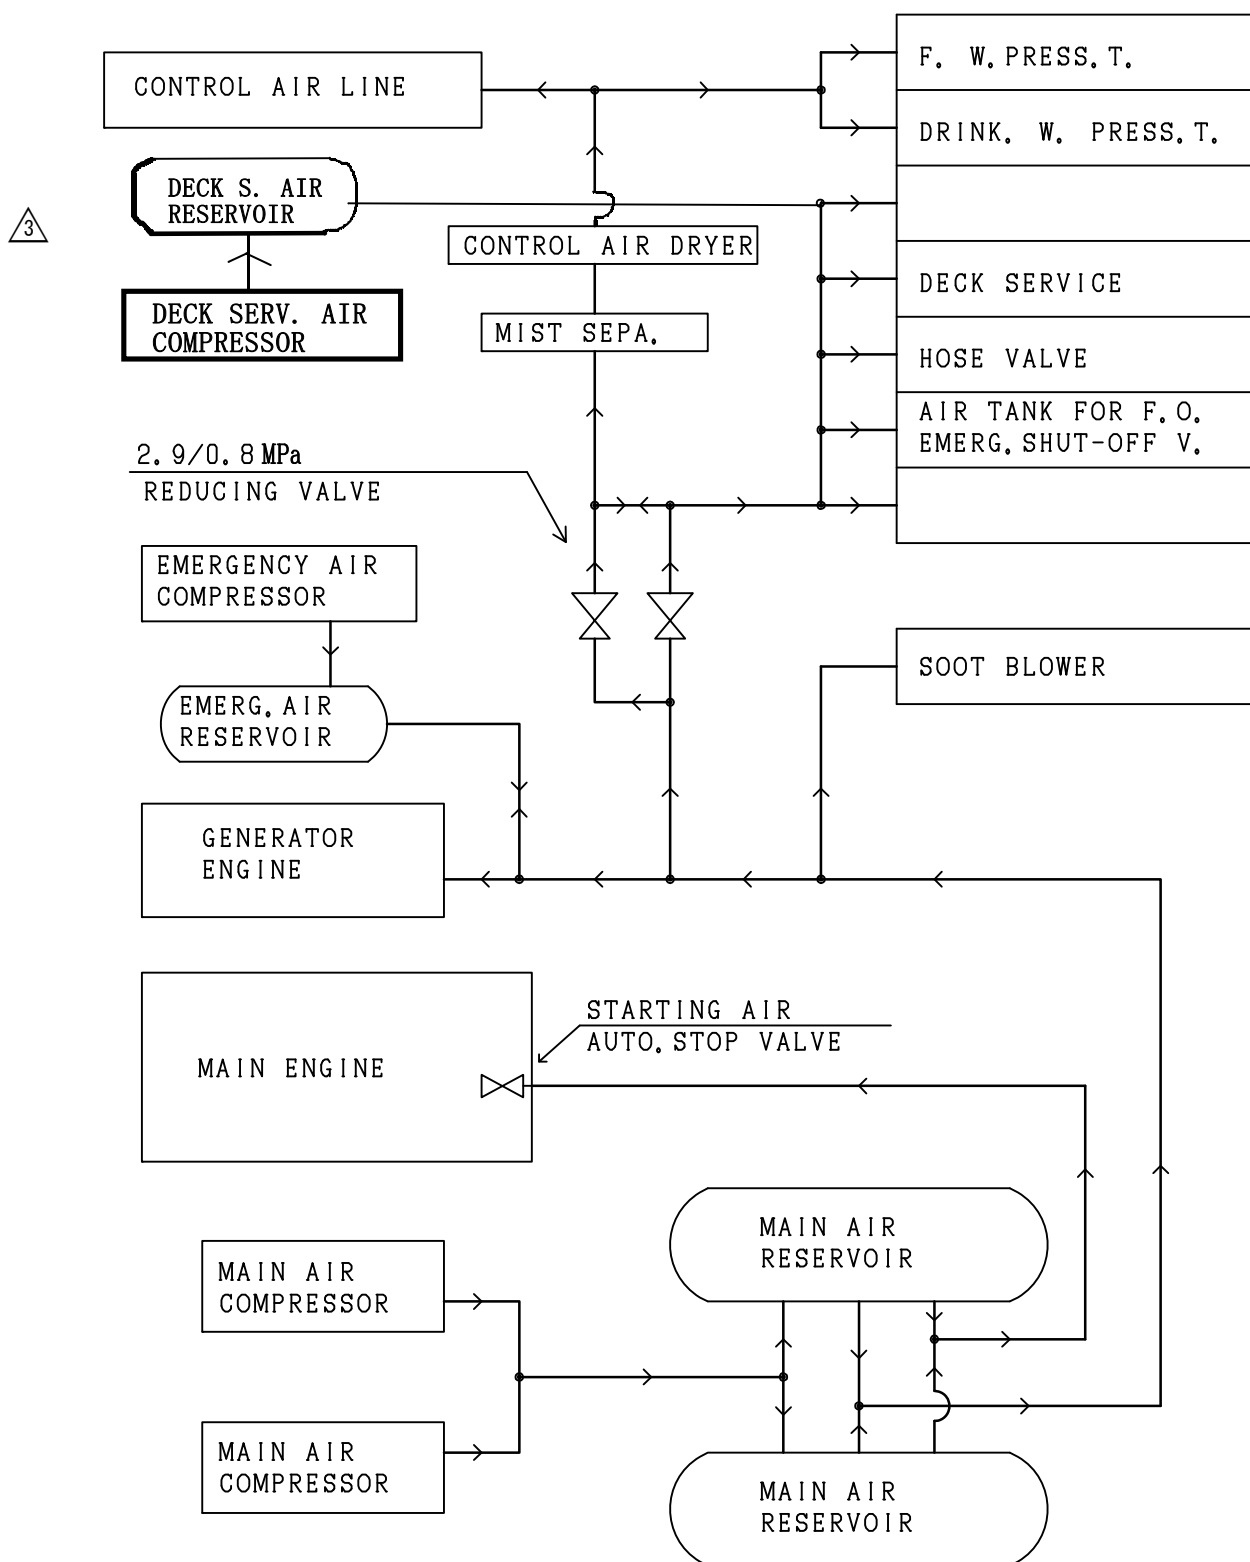 F. W. PRESS. T.
CONTROL AIR LINE
DRINK. W. PRESS. T.
DECK S. AIR
RESERVOIR
3
CONTROL AIR DRYER
DECK SERVICE
DECK SERV. AIR
COMPRESSOR
MIST SEPA.
HOSE VALVE
AIR TANK FOR F. O.
EMERG. SHUT-OFF V.
2. 9/0. 8 MPa
REDUCING VALVE
EMERGENCY AIR
COMPRESSOR
SOOT BLOWER
EMERG. AIR
RESERVOIR
GENERATOR
ENGINE
STARTING AIR
AUTO. STOP VALVE
MAIN ENGINE
MAIN AIR
RESERVOIR
MAIN AIR
COMPRESSOR
MAIN AIR
COMPRESSOR
MAIN AIR
RESERVOIR